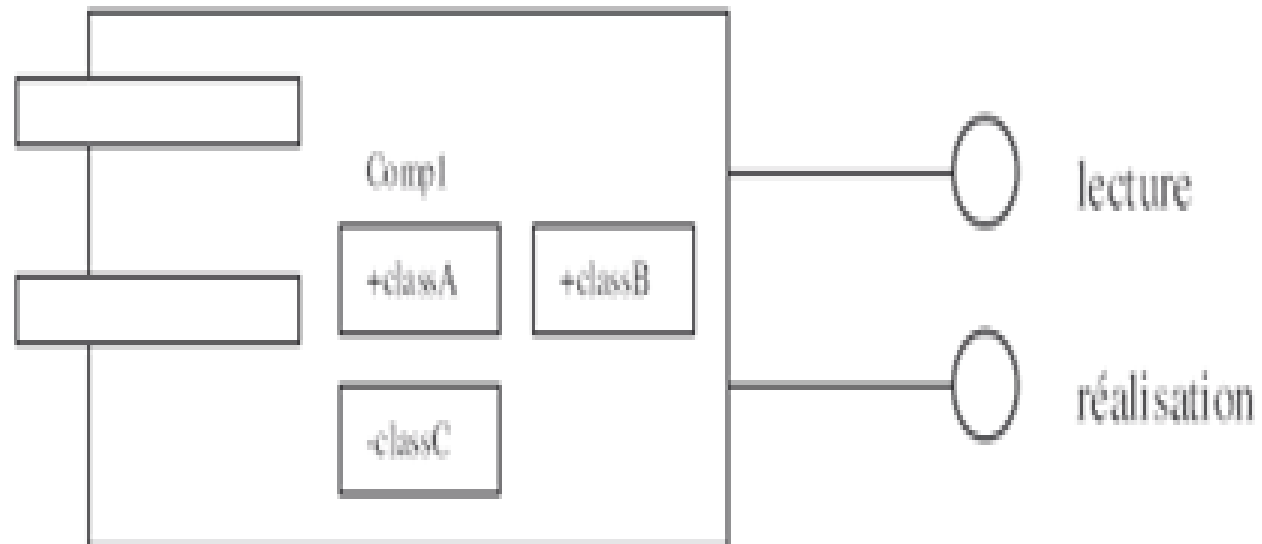 Comp1
lecture
+classA
+classB
-classC
réalisation